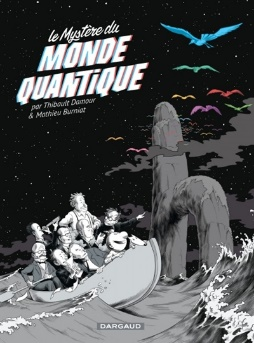 le Mystère du
MONDE
QUANTIQUE
par Thibault Damour
& Mathieu Burniat
DARGAUD